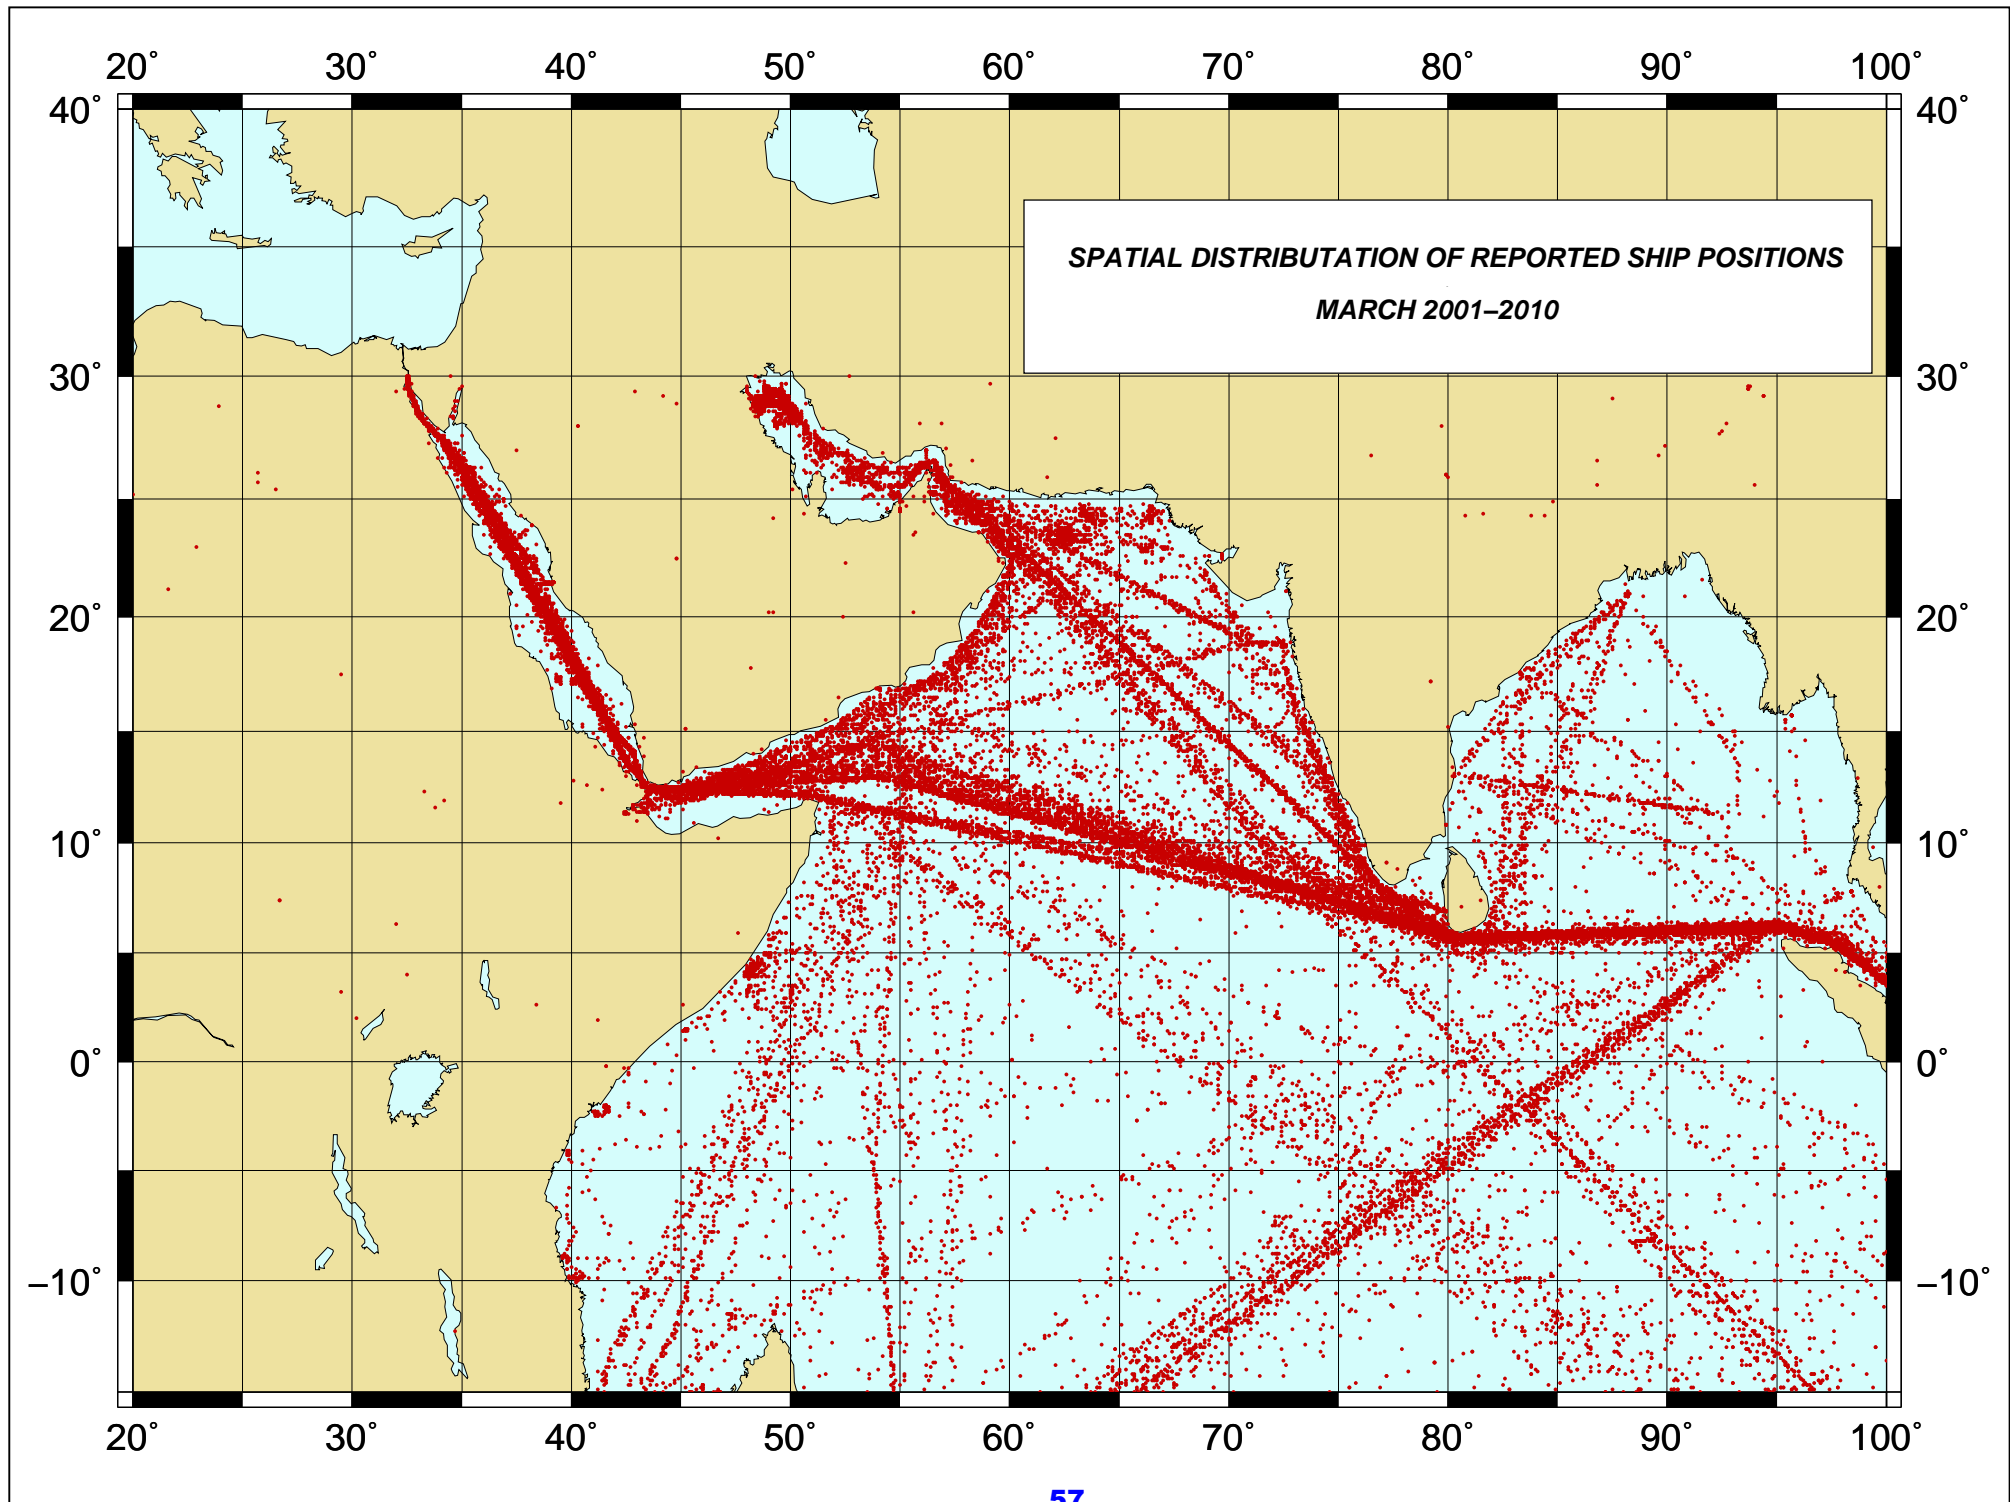 20° 30° 40° 50° 60° 70° 80° 90° 100°
40° 40°
SPATIAL DISTRIBUTATION OF REPORTED SHIP POSITIONS
MARCH 2001–2010
30° 30°
20° 20°
10° 10°
0° 0°
−10° −10°
20° 30° 40° 50° 60° 70° 80° 90° 100°
57